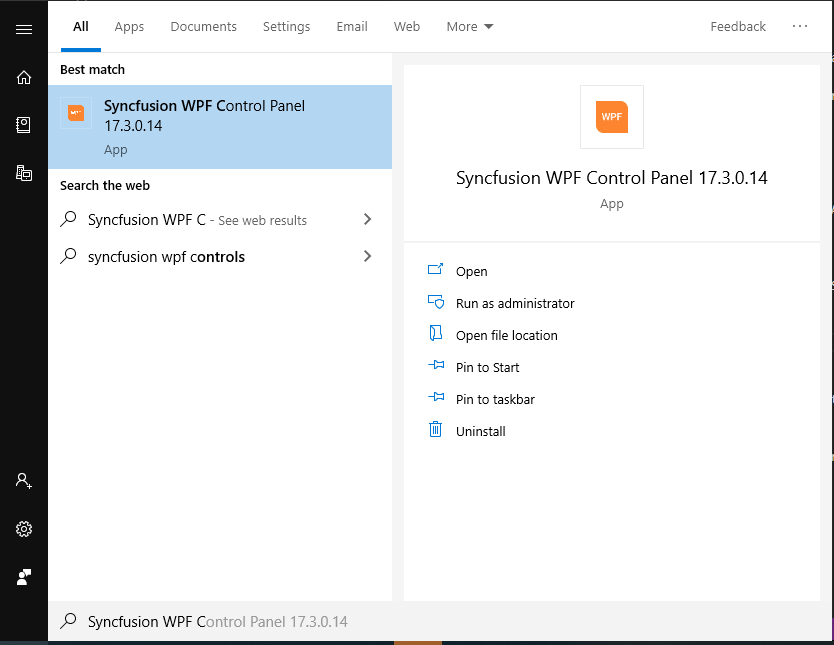 All Apps Documents Settings Email Web More Feedback ...
Best match
Syncfusion WPF Control Panel
17.3.0.14
App
Search the web
Syncfusion WPF C - See web results
syncfusion wpf controls
WPF
Syncfusion WPF Control Panel 17.3.0.14
App
Open
Run as administrator
Open file location
Pin to Start
Pin to taskbar
Uninstall
Syncfusion WPF Control Panel 17.3.0.14